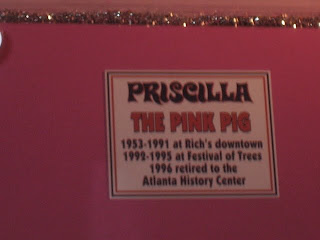 PRISCILLA
THE PINK PIG
1953-1991 at Rich's downtown
1992-1995 at Festival of Trees
1996 retired to the
Atlanta History Center